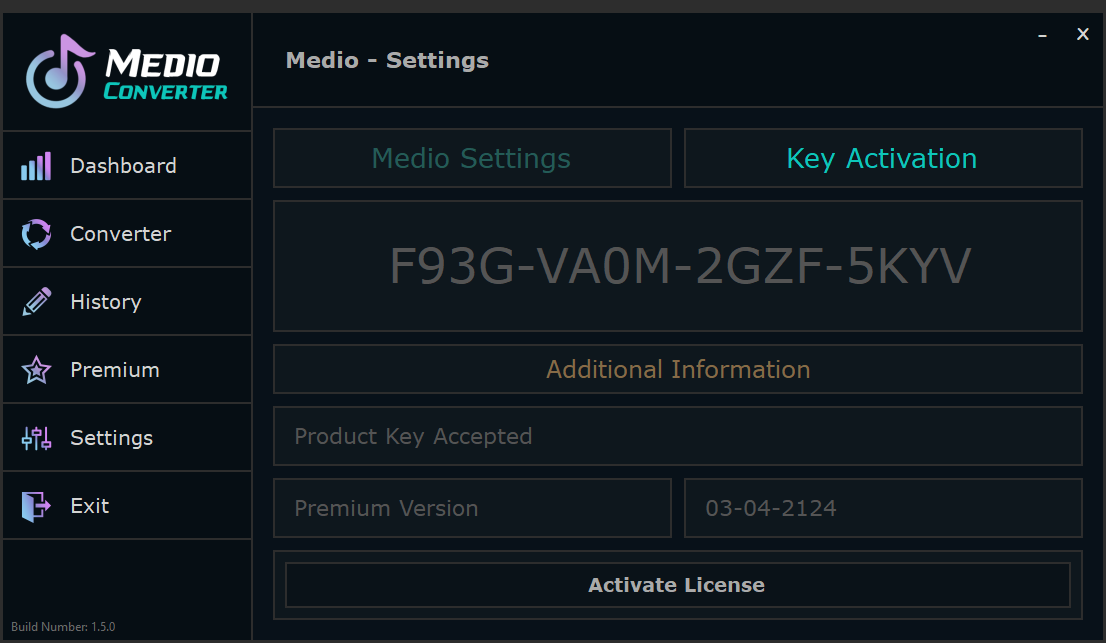 MEDIO
CONVERTER
Medio - Settings
– X
Dashboard
Converter
History
Premium
Settings
Exit
Build Number: 1.5.0
Medio Settings
Key Activation
F93G-VA0M-2GZF-5KYV
Additional Information
Product Key Accepted
Premium Version
03-04-2124
Activate License